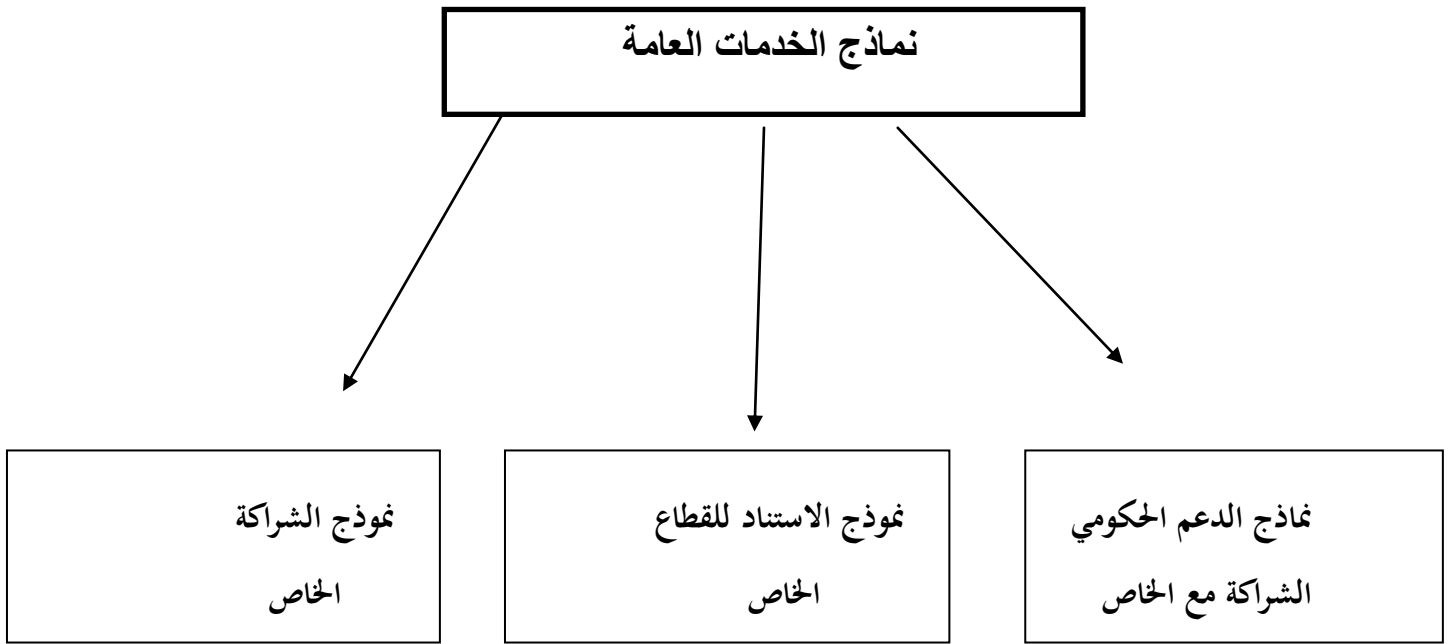 نماذج الخدمات العامة
نماذج الدعم الحكومي
الشراكة مع الخاص
نموذج الاستناد للقطاع
الخاص
نموذج الشراكة
الخاص